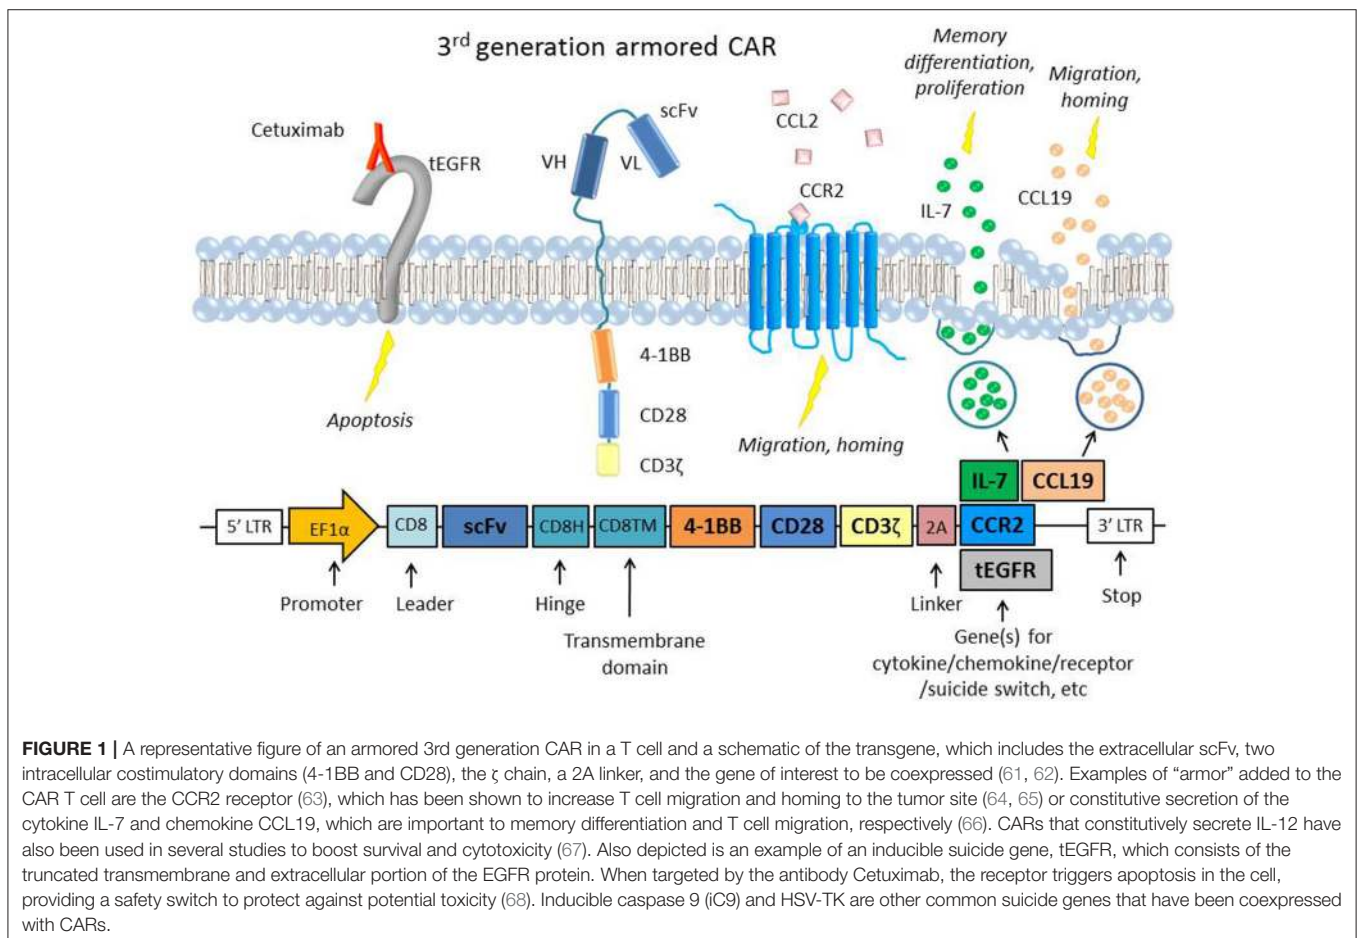 3rd generation armored CAR
Memory
differentiation,
proliferation
Migration,
homing
Cetuximab
tEGFR
scFv
VH
VL
CCL2
CCR2
IL-7
CCL19
4-1BB
CD28
CD3ζ
Apoptosis
Migration, homing
IL-7
CCL19
5' LTR
EF1α
CD8
scFv
CD8H
CD8TM
4-1BB
CD28
CD3ζ
2A
CCR2
3' LTR
tEGFR
Promoter
Leader
Hinge
Linker
Stop
Transmembrane
domain
Gene(s) for
cytokine/chemokine/receptor
/suicide switch, etc
FIGURE 1 | A representative figure of an armored 3rd generation CAR in a T cell and a schematic of the transgene, which includes the extracellular scFv, two
intracellular costimulatory domains (4-1BB and CD28), the ζ chain, a 2A linker, and the gene of interest to be coexpressed (61, 62). Examples of “armor” added to the
CAR T cell are the CCR2 receptor (63), which has been shown to increase T cell migration and homing to the tumor site (64, 65) or constitutive secretion of the
cytokine IL-7 and chemokine CCL19, which are important to memory differentiation and T cell migration, respectively (66). CARs that constitutively secrete IL-12 have
also been used in several studies to boost survival and cytotoxicity (67). Also depicted is an example of an inducible suicide gene, tEGFR, which consists of the
truncated transmembrane and extracellular portion of the EGFR protein. When targeted by the antibody Cetuximab, the receptor triggers apoptosis in the cell,
providing a safety switch to protect against potential toxicity (68). Inducible caspase 9 (iC9) and HSV-TK are other common suicide genes that have been coexpressed
with CARs.